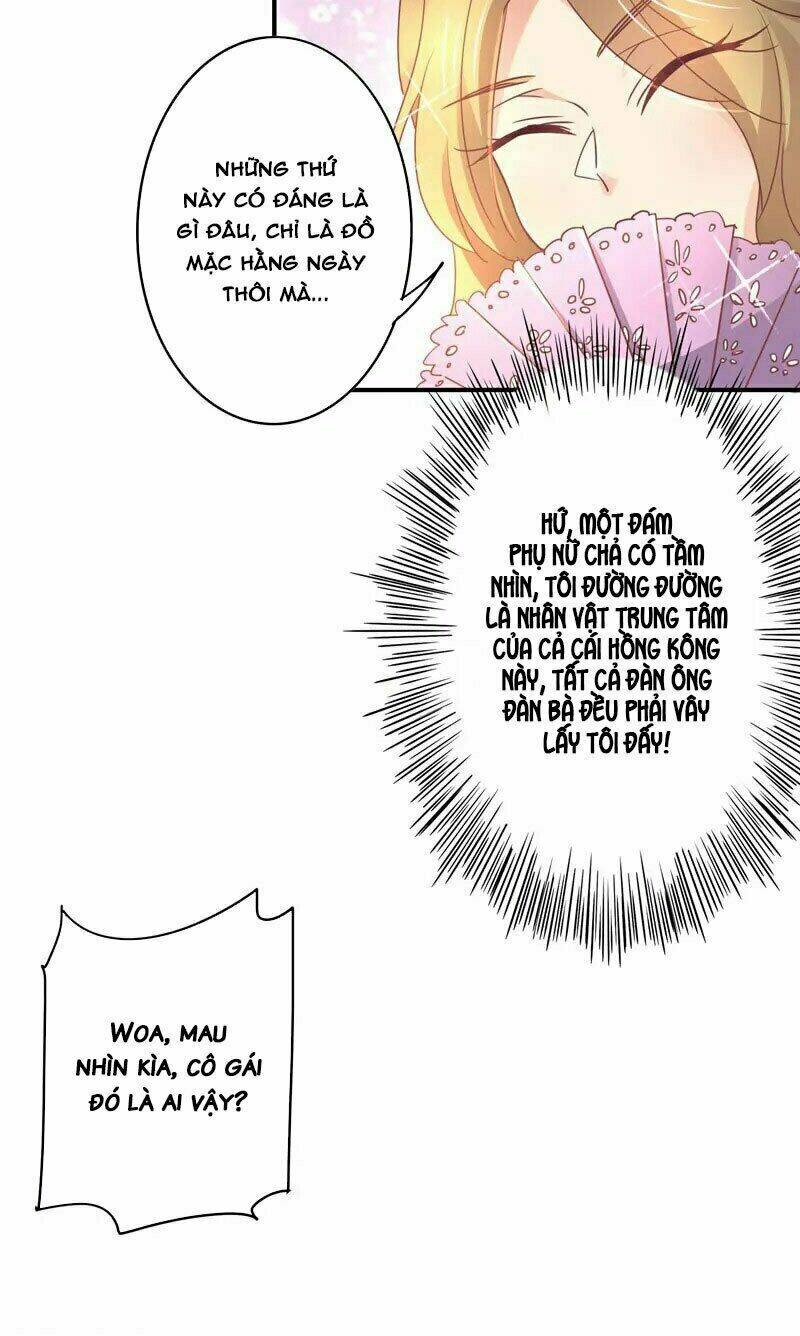 NHỮNG THỨ
NÀY CÓ ĐÁNG LÀ
GÌ ĐÂU, CHỈ LÀ ĐỒ
MẶC HẰNG NGÀY
THÔI MÀ...
HỨ, MỘT ĐÁM
PHỤ NỮ CHẢ CÓ TẦM
NHÌN, TÔI ĐƯỜNG ĐƯỜNG
LÀ NHÂN VẬT TRUNG TÂM
CỦA CẢ CÁI HỒNG KÔNG
NÀY, TẤT CẢ ĐÀN ÔNG
ĐÀN BÀ ĐỀU PHẢI VÂY
LẤY TÔI ĐẤY!
WOA, MAU
NHÌN KÌA, CÔ GÁI
ĐÓ LÀ AI VẬY?